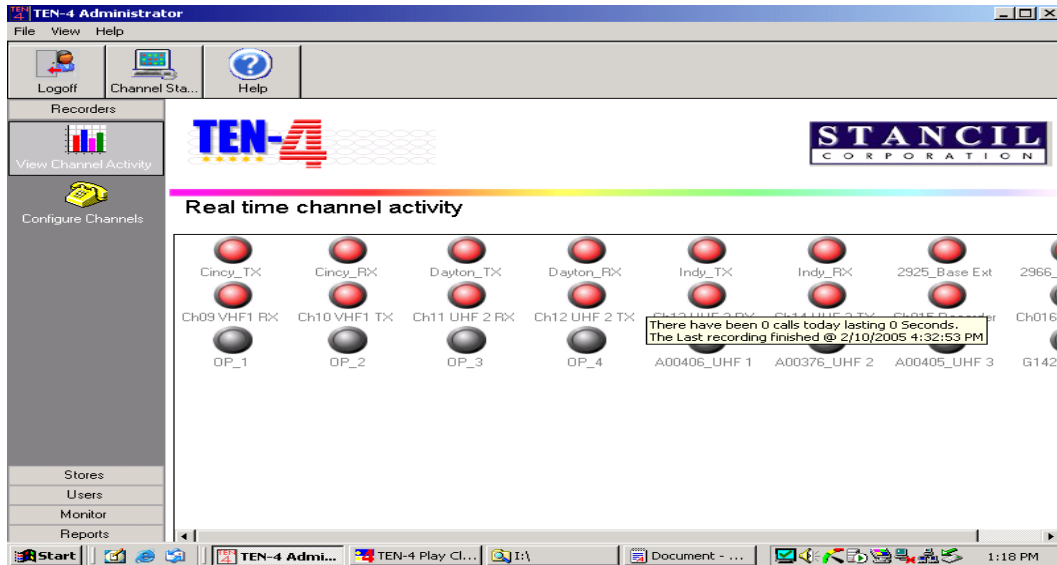 TEN-4 Administrator
File View Help
Logoff Channel Sta... Help
Recorders
View Channel Activity
Configure Channels
TEN-4
STANCIL
CORPORATION
Real time channel activity
Cincy_TX Cincy_RX Dayton_TX Dayton_RX Indy_TX Indy_RX 2925_Base Ext 2966_
Ch09 VHF1 RX Ch10 VHF1 TX Ch11 UHF 2 RX Ch12 UHF 2 TX Ch016
There have been 0 calls today lasting 0 Seconds.
The Last recording finished @ 2/10/2005 4:32:53 PM
OP_1 OP_2 OP_3 OP_4 A00406_UHF 1 A00376_UHF 2 A00405_UHF 3 G142
Stores
Users
Monitor
Reports
Start TEN-4 Admi... TEN-4 Play Cl... I:\ Document - ... 1:18 PM